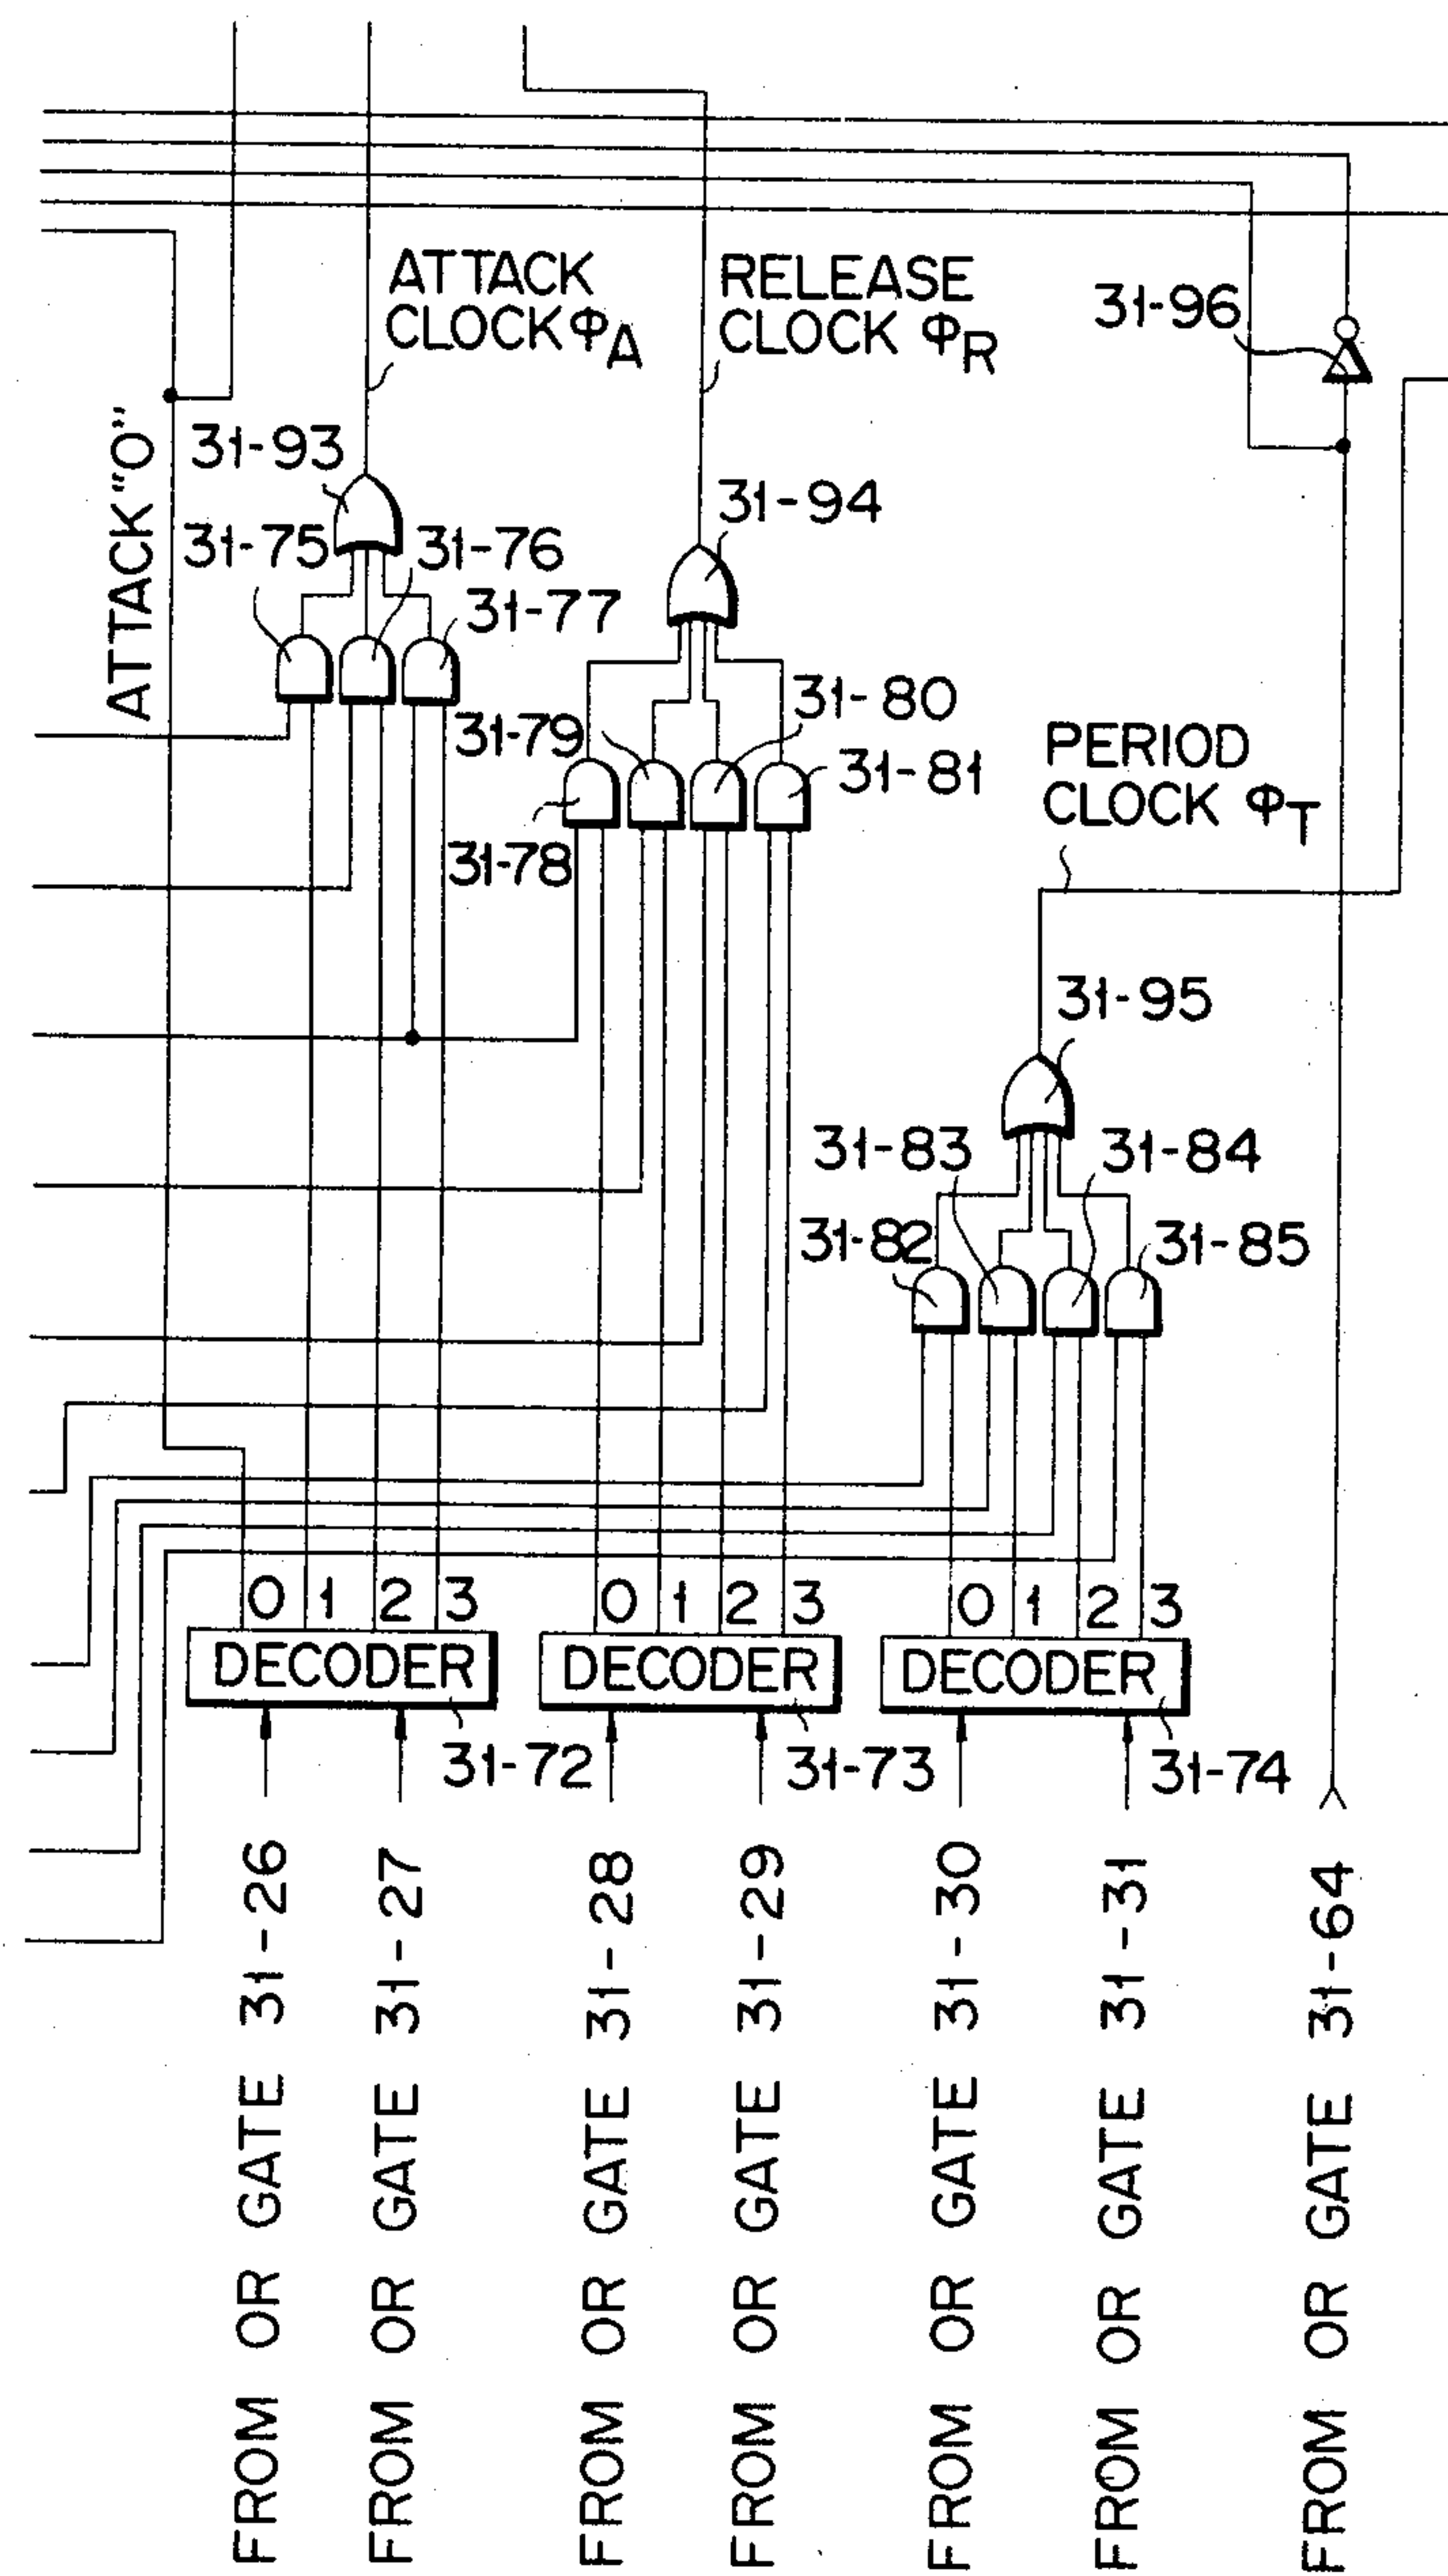 ATTACK
CLOCK ΦA
RELEASE
CLOCK ΦR
31-96
ATTACK "0"
31-93
31-94
31-75
31-76
31-77
31-79
31-80
31-81
31-78
PERIOD
CLOCK ΦT
31-95
31-83
31-84
31-82
31-85
0 1 2 3
0 1 2 3
0 1 2 3
DECODER
DECODER
DECODER
31-72
31-73
31-74
FROM OR GATE 31-26
FROM OR GATE 31-27
FROM OR GATE 31-28
FROM OR GATE 31-29
FROM OR GATE 31-30
FROM OR GATE 31-31
FROM OR GATE 31-64